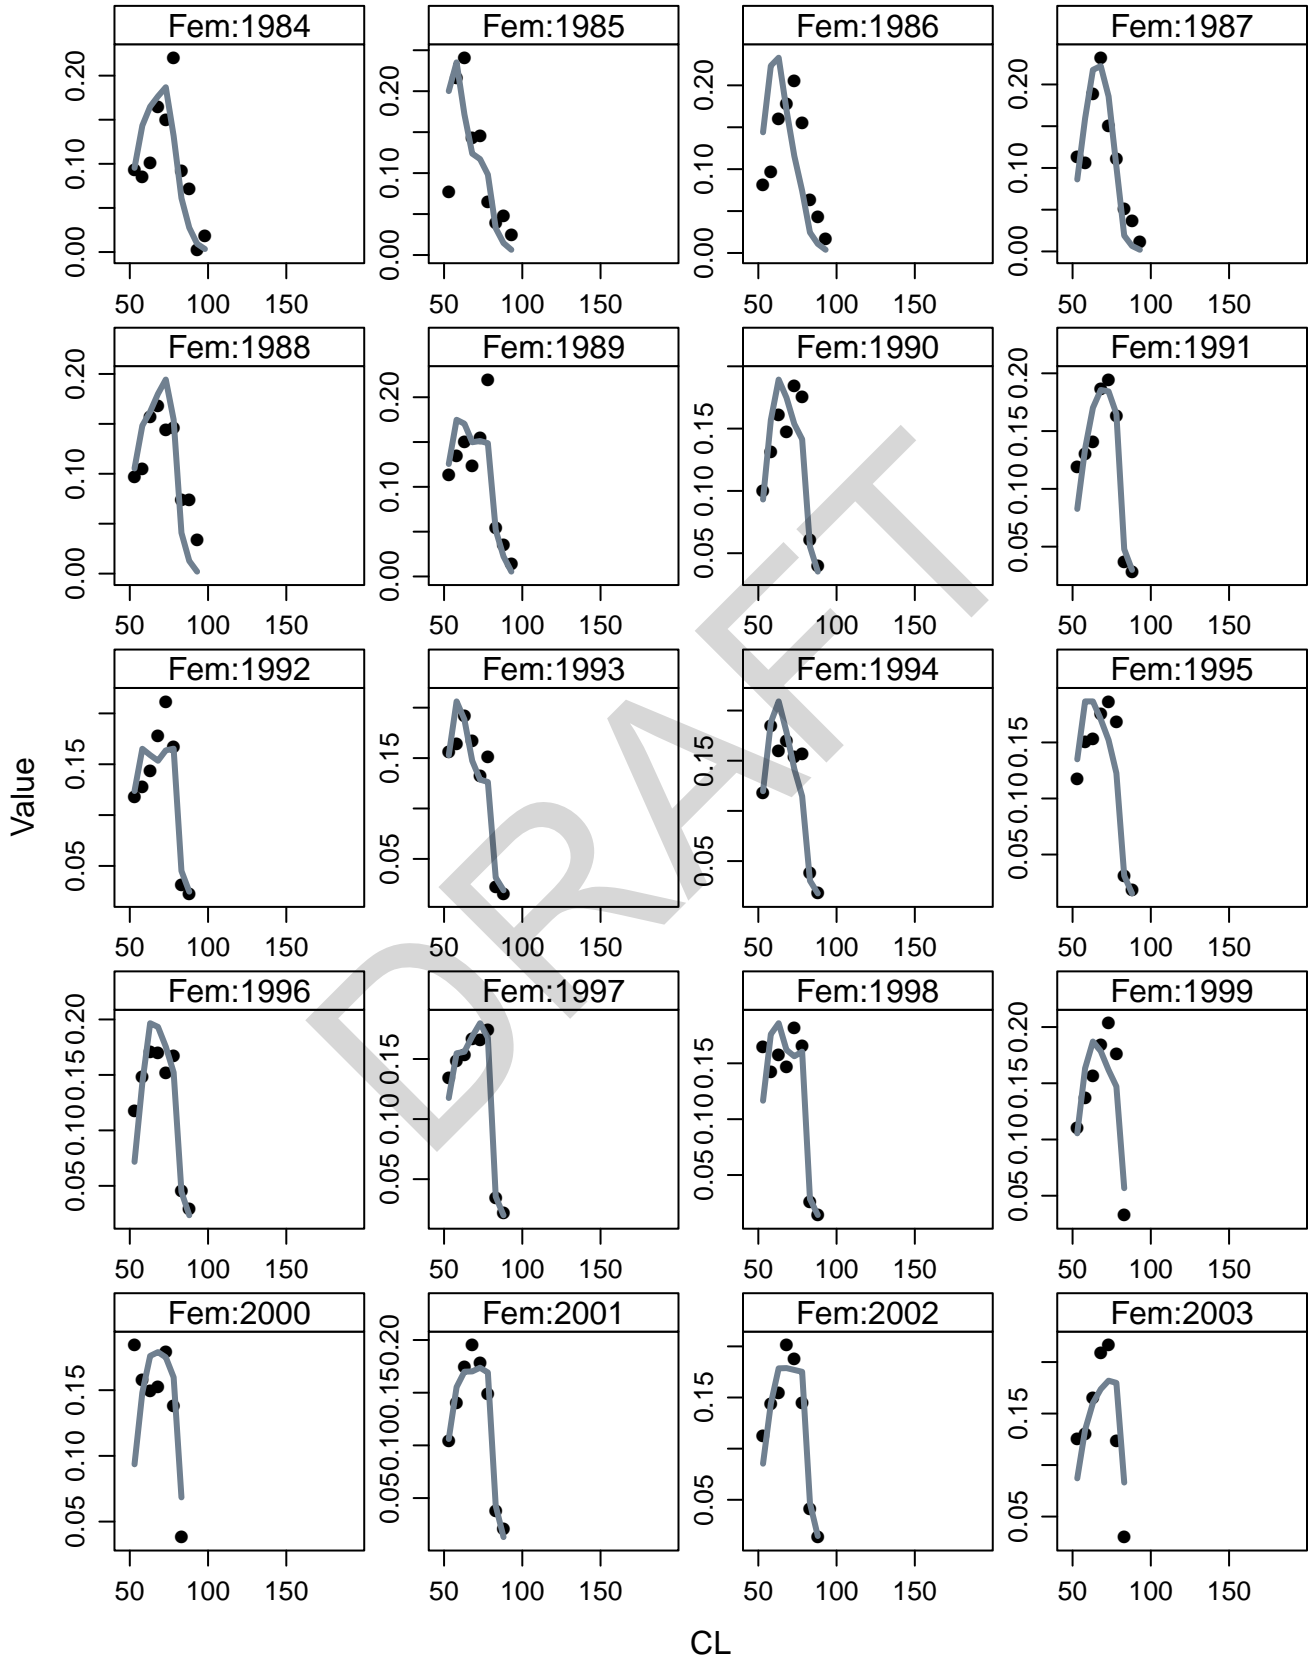 Fem:1984 Fem:1985 Fem:1986 Fem:1987
0.00 0.10 0.20 0.00 0.10 0.20 0.00 0.10 0.20 0.00 0.10 0.20
50 100 150 50 100 150 50 100 150 50 100 150
Fem:1988 Fem:1989 Fem:1990 Fem:1991
0.00 0.10 0.20 0.00 0.10 0.20 0.05 0.10 0.15 0.05 0.10 0.15 0.20
50 100 150 50 100 150 50 100 150 50 100 150
Fem:1992 Fem:1993 Fem:1994 Fem:1995
0.05 0.15 0.05 0.15 0.05 0.15 0.05 0.10 0.15
50 100 150 50 100 150 50 100 150 50 100 150
Fem:1996 Fem:1997 Fem:1998 Fem:1999
0.05 0.10 0.15 0.20 0.05 0.10 0.15 0.05 0.10 0.15 0.05 0.10 0.15 0.20
50 100 150 50 100 150 50 100 150 50 100 150
Fem:2000 Fem:2001 Fem:2002 Fem:2003
0.05 0.10 0.15 0.05 0.10 0.15 0.20 0.05 0.15 0.05 0.15
50 100 150 50 100 150 50 100 150 50 100 150
Value
CL
DRAFT